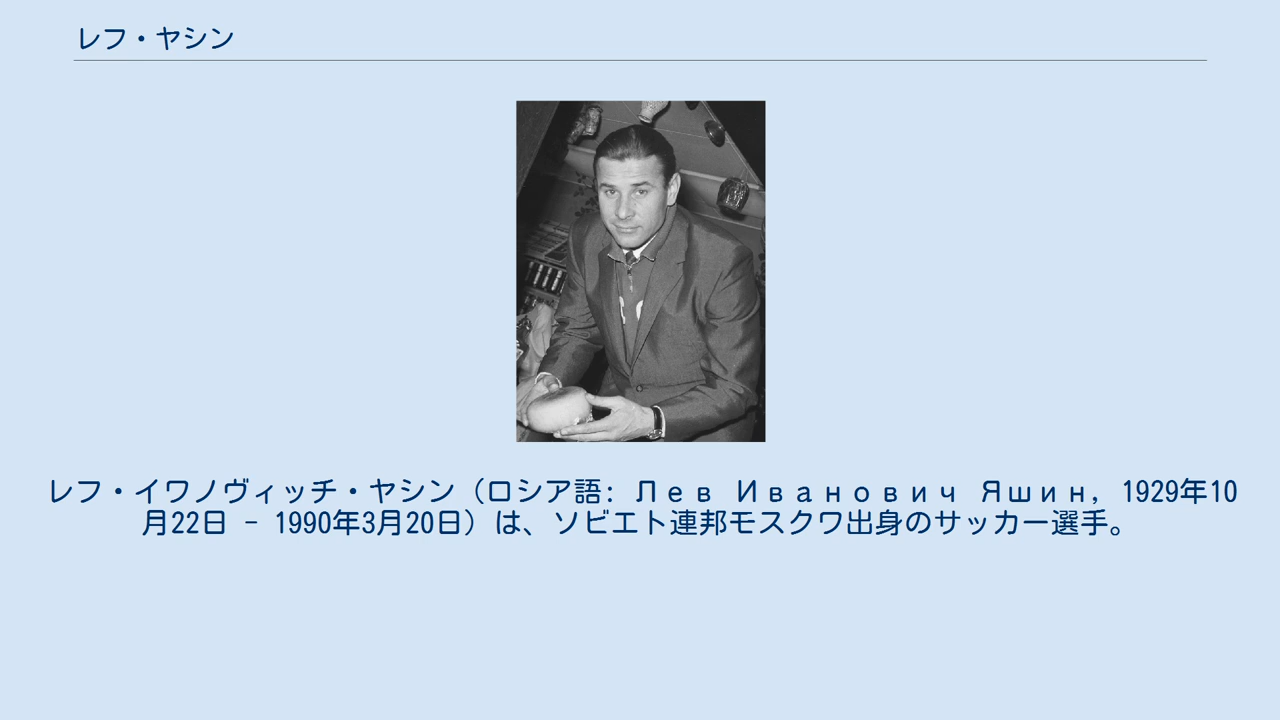 レフ・ヤシン
レフ・イワノヴィッチ・ヤシン（ロシア語: Лев Иванович Яшин, 1929年10
月22日 - 1990年3月20日）は、ソビエト連邦モスクワ出身のサッカー選手。